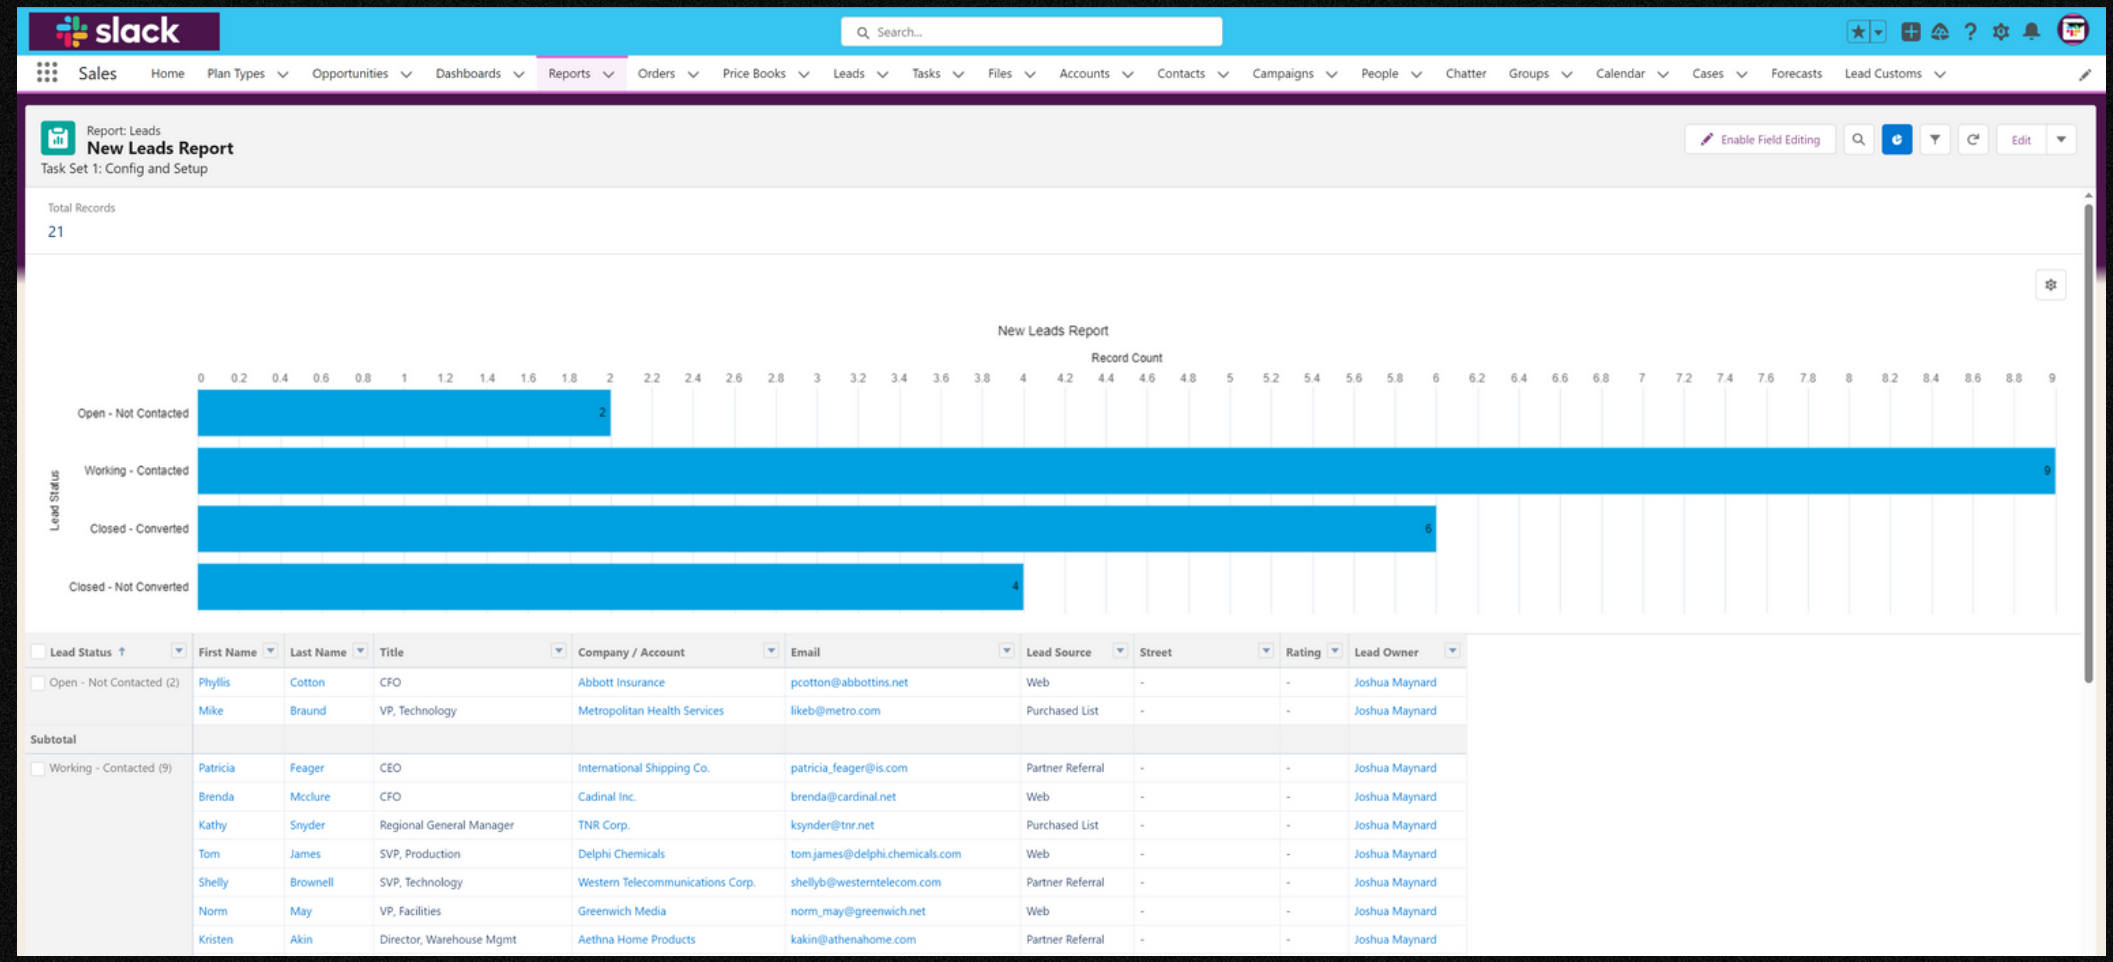 slack
Search...
Sales Home Plan Types Opportunities Dashboards Reports Orders Price Books Leads Tasks Files Accounts Contacts Campaigns People Chatter Groups Calendar Cases Forecasts Lead Customs
Report: Leads
New Leads Report
Task Set 1: Config and Setup
Enable Field Editing Edit
Total Records
21
New Leads Report
Record Count
0 0.2 0.4 0.6 0.8 1 1.2 1.4 1.6 1.8 2 2.2 2.4 2.6 2.8 3 3.2 3.4 3.6 3.8 4 4.2 4.4 4.6 4.8 5 5.2 5.4 5.6 5.8 6 6.2 6.4 6.6 6.8 7 7.2 7.4 7.6 7.8 8 8.2 8.4 8.6 8.8 9
Lead Status
Open - Not Contacted 2
Working - Contacted 9
Closed - Converted 6
Closed - Not Converted 4
Lead Status ↑ First Name Last Name Title Company / Account Email Lead Source Street Rating Lead Owner
Open - Not Contacted (2) Phyllis Cotton CFO Abbott Insurance pcotton@abbottins.net Web - - Joshua Maynard
Mike Braund VP, Technology Metropolitan Health Services likeb@metro.com Purchased List - - Joshua Maynard
Subtotal
Working - Contacted (9) Patricia Feager CEO International Shipping Co. patricia_feager@is.com Partner Referral - - Joshua Maynard
Brenda Mcclure CFO Cadinal Inc. brenda@cardinal.net Web - - Joshua Maynard
Kathy Snyder Regional General Manager TNR Corp. ksynder@tnr.net Purchased List - - Joshua Maynard
Tom James SVP, Production Delphi Chemicals tom.james@delphi.chemicals.com Web - - Joshua Maynard
Shelly Brownell SVP, Technology Western Telecommunications Corp. shellyb@westerntelecom.com Partner Referral - - Joshua Maynard
Norm May VP, Facilities Greenwich Media norm_may@greenwich.net Web - - Joshua Maynard
Kristen Akin Director, Warehouse Mgmt Aethna Home Products kakin@athenahome.com Partner Referral - - Joshua Maynard